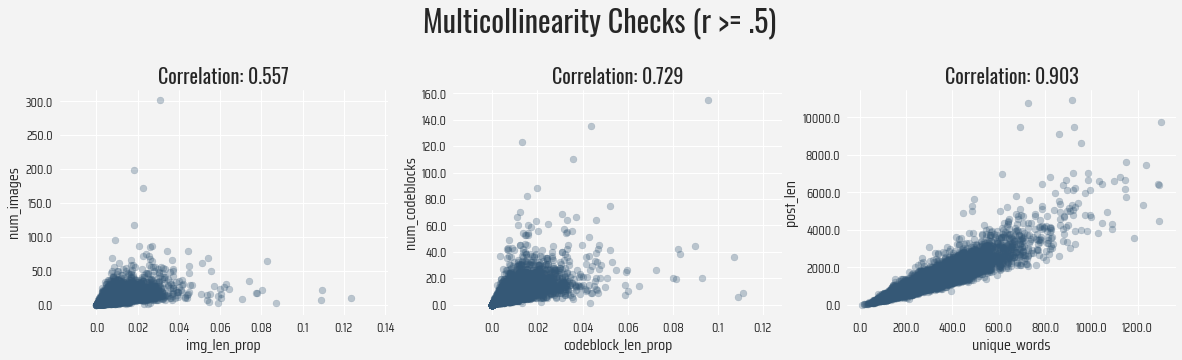 Multicollinearity Checks (r >= .5)
Correlation: 0.557
300.0
250.0
200.0
150.0
100.0
50.0
0.0
num_images
0.0 0.02 0.04 0.06 0.08 0.1 0.12 0.14
img_len_prop
Correlation: 0.729
160.0
140.0
120.0
100.0
80.0
60.0
40.0
20.0
0.0
num_codeblocks
0.0 0.02 0.04 0.06 0.08 0.1 0.12
codeblock_len_prop
Correlation: 0.903
10000.0
8000.0
6000.0
4000.0
2000.0
0.0
post_len
0.0 200.0 400.0 600.0 800.0 1000.0 1200.0
unique_words